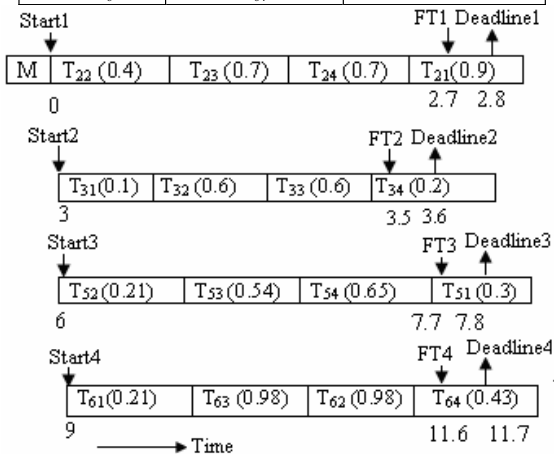 Start1 FT1 Deadline1
M T₂₂ (0.4) T₂₃ (0.7) T₂₄ (0.7) T₂₁(0.9)
0 2.7 2.8
Start2 FT2 Deadline2
T₃₁(0.1) T₃₂ (0.6) T₃₃ (0.6) T₃₄ (0.2)
3 3.5 3.6
Start3 FT3 Deadline3
T₅₂ (0.21) T₅₃ (0.54) T₅₄ (0.65) T₅₁(0.3)
6 7.7 7.8
Start4 FT4 Deadline4
T₆₁(0.21) T₆₃ (0.98) T₆₂ (0.98) T₆₄ (0.43)
9 11.6 11.7
Time